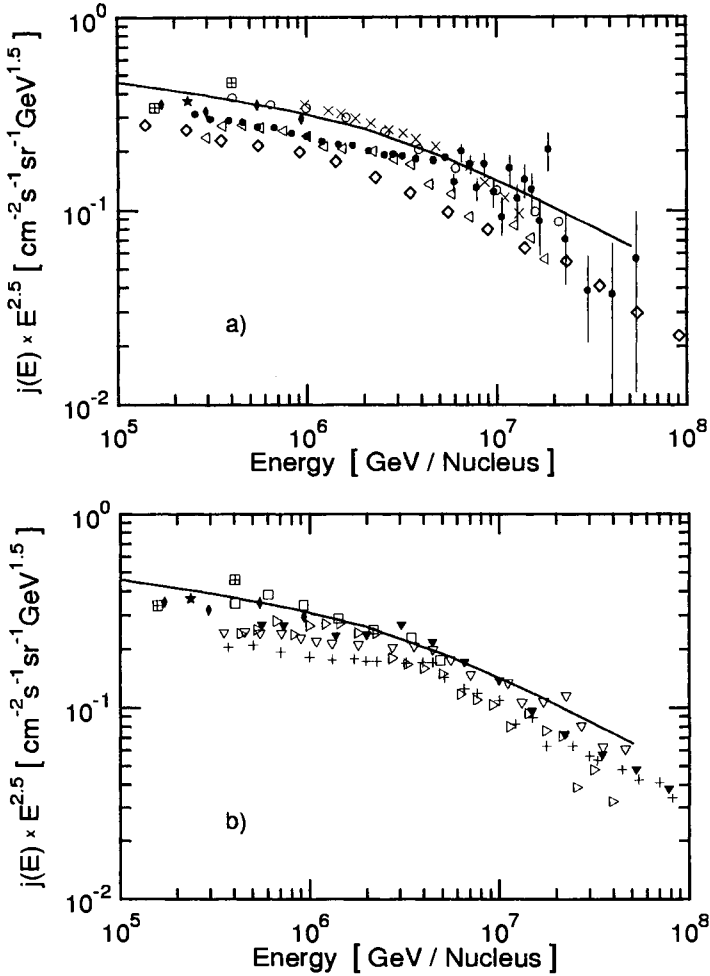 10^0
10^-1
10^-2
j(E) × E^2.5 [ cm^-2 s^-1 sr^-1 GeV^1.5 ]
a)
10^5 10^6 10^7 10^8
Energy [ GeV / Nucleus ]
10^0
10^-1
10^-2
j(E) × E^2.5 [ cm^-2 s^-1 sr^-1 GeV^1.5 ]
b)
10^5 10^6 10^7 10^8
Energy [ GeV / Nucleus ]